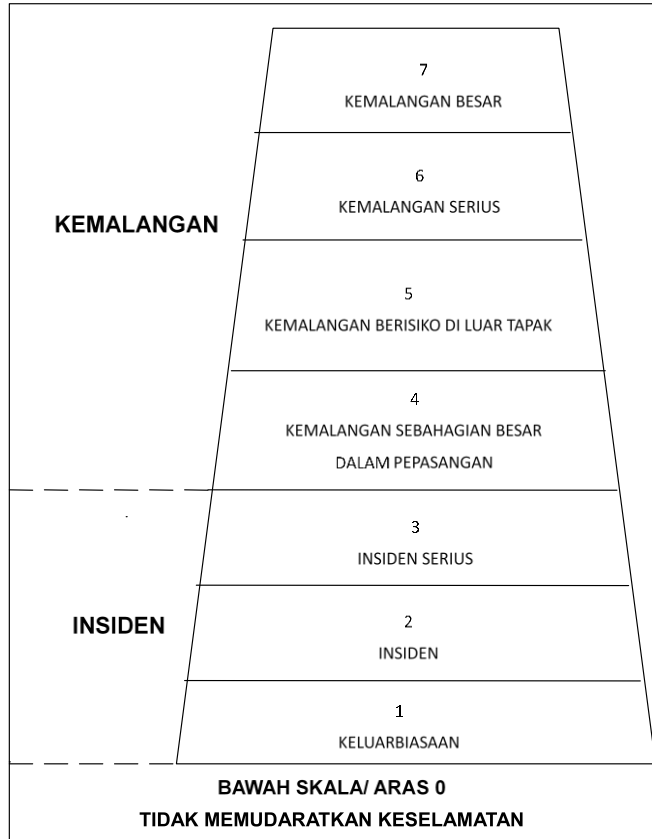 7
KEMALANGAN BESAR
6
KEMALANGAN SERIUS
KEMALANGAN
5
KEMALANGAN BERISIKO DI LUAR TAPAK
4
KEMALANGAN SEBAHAGIAN BESAR
DALAM PEPASANGAN
3
INSIDEN SERIUS
INSIDEN
2
INSIDEN
1
KELUARBIASAAN
BAWAH SKALA/ ARAS 0
TIDAK MEMUDARATKAN KESELAMATAN